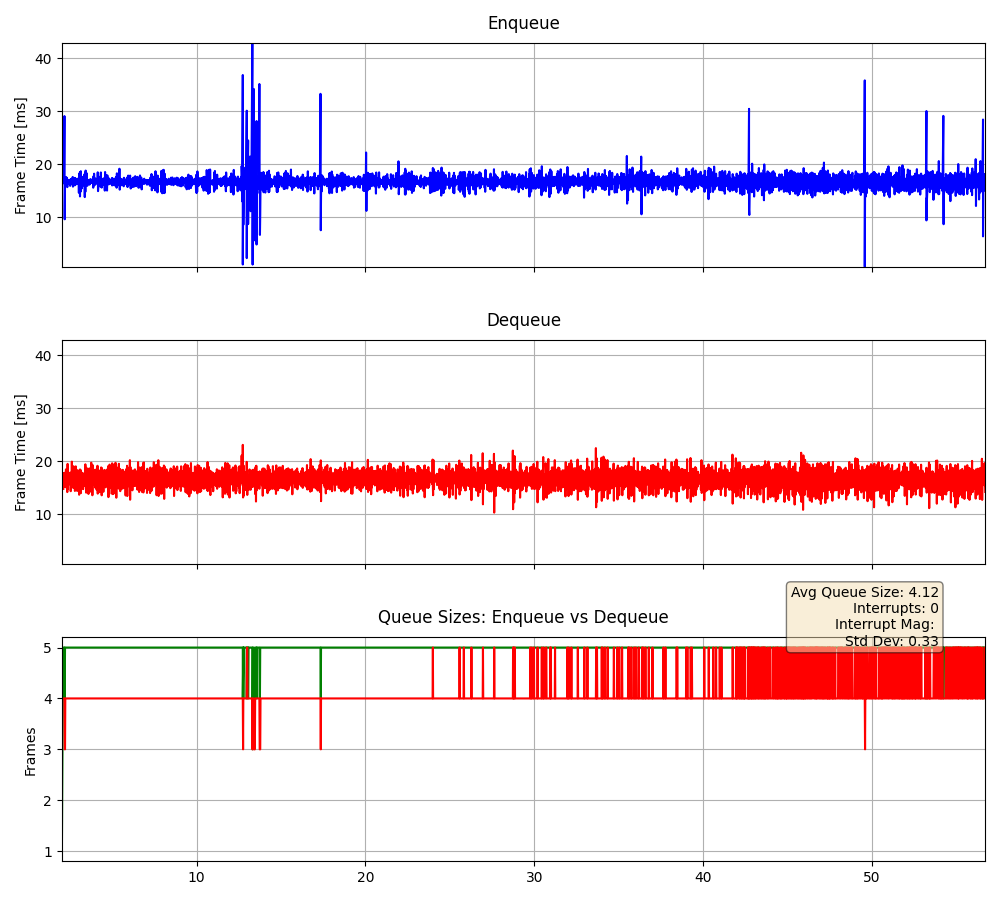 Enqueue
Frame Time [ms]
40
30
20
10
Dequeue
Frame Time [ms]
40
30
20
10
Avg Queue Size: 4.12
Interrupts: 0
Interrupt Mag:
Std Dev: 0.33
Queue Sizes: Enqueue vs Dequeue
Frames
5
4
3
2
1
10 20 30 40 50